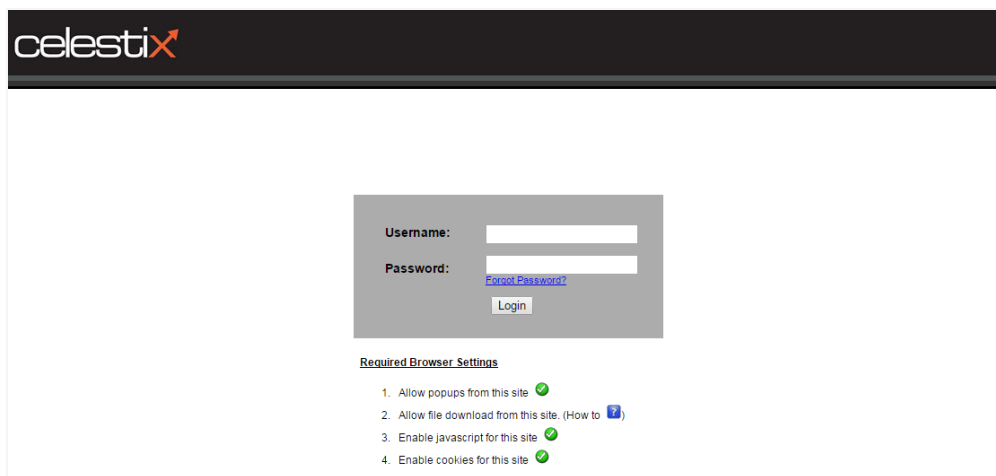 celestix
Username:
Password:
Forgot Password?
Login
Required Browser Settings
1. Allow popups from this site
2. Allow file download from this site. (How to ?)
3. Enable javascript for this site
4. Enable cookies for this site